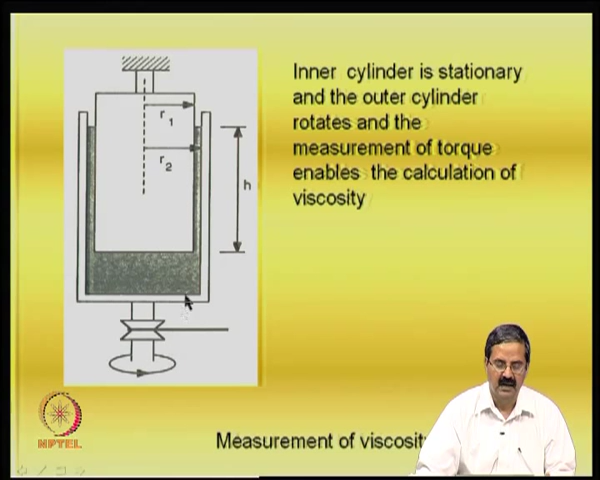 Inner cylinder is stationary
and the outer cylinder
rotates and the
measurement of torque
enables the calculation of
viscosity
r1
r2
h
NPTEL
Measurement of viscosity